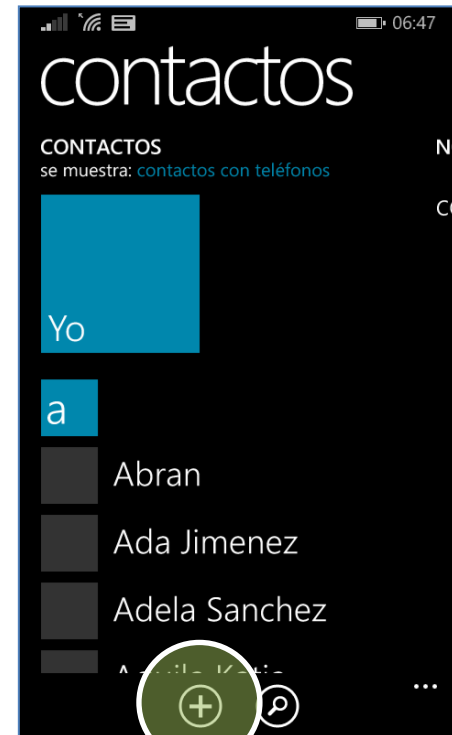 06:47
contactos
CONTACTOS
se muestra: contactos con teléfonos
Yo
a
Abran
Ada Jimenez
Adela Sanchez